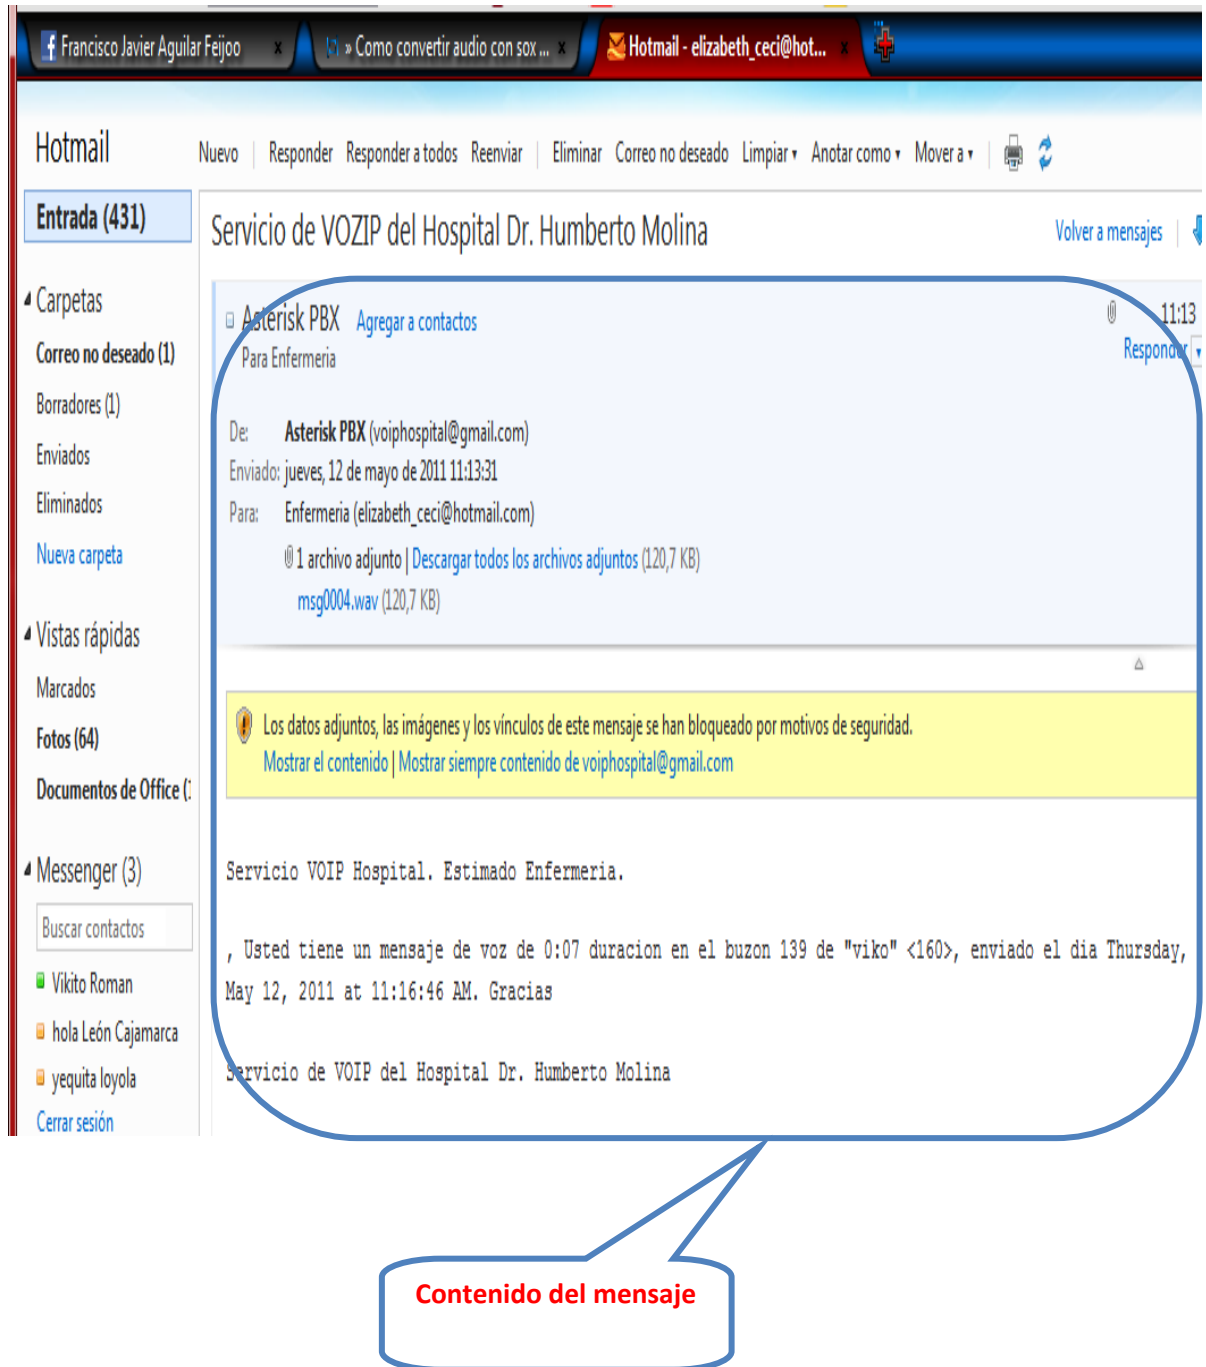 Francisco Javier Aguilar Feijoo x
» Como convertir audio con sox ... x
Hotmail - elizabeth_ceci@hot... x
Hotmail
Nuevo | Responder Responder a todos Reenviar | Eliminar Correo no deseado Limpiar Anotar como Mover a
Entrada (431)
Servicio de VOZIP del Hospital Dr. Humberto Molina
Volver a mensajes |
Carpetas
Correo no deseado (1)
Borradores (1)
Enviados
Eliminados
Nueva carpeta
Vistas rápidas
Marcados
Fotos (64)
Documentos de Office (
Messenger (3)
Buscar contactos
Vikito Roman
hola León Cajamarca
yequita loyola
Cerrar sesión
Asterisk PBX Agregar a contactos
11:13
Para Enfermeria
Responder
De: Asterisk PBX (voiphospital@gmail.com)
Enviado: jueves, 12 de mayo de 2011 11:13:31
Para: Enfermeria (elizabeth_ceci@hotmail.com)
1 archivo adjunto | Descargar todos los archivos adjuntos (120,7 KB)
msg0004.wav (120,7 KB)
Los datos adjuntos, las imágenes y los vínculos de este mensaje se han bloqueado por motivos de seguridad.
Mostrar el contenido | Mostrar siempre contenido de voiphospital@gmail.com
Servicio VOIP Hospital. Estimado Enfermeria.
, Usted tiene un mensaje de voz de 0:07 duracion en el buzon 139 de "viko" <160>, enviado el dia Thursday,
May 12, 2011 at 11:16:46 AM. Gracias
Servicio de VOIP del Hospital Dr. Humberto Molina
Contenido del mensaje